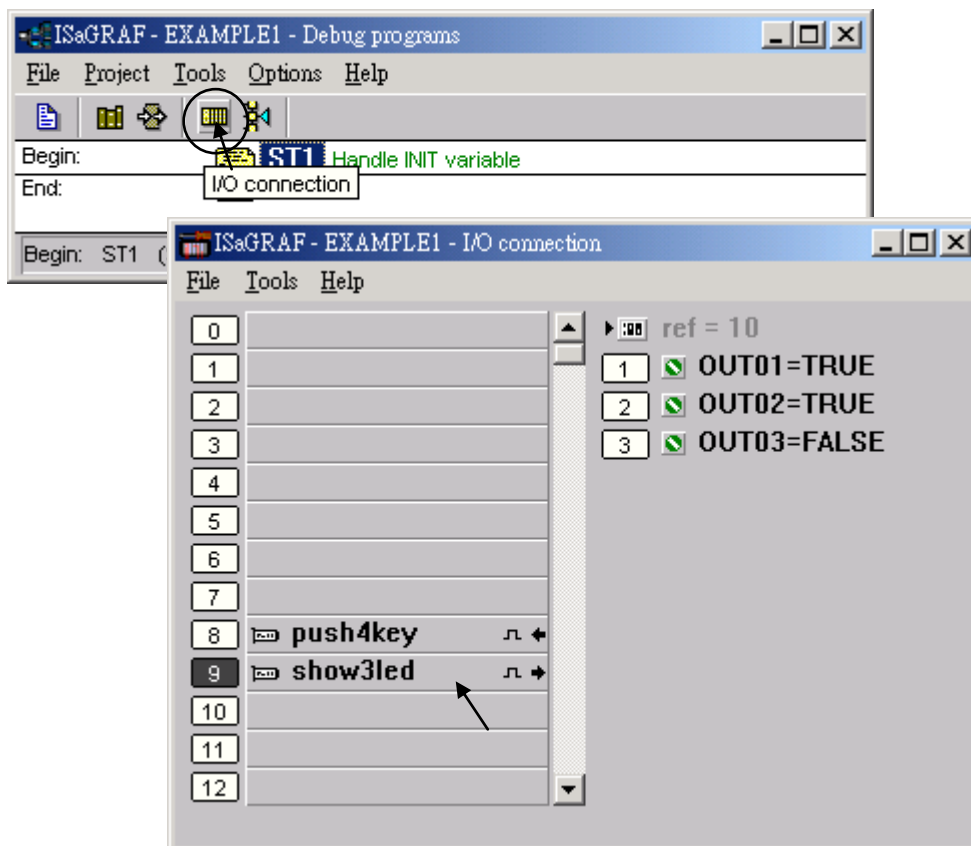 ISaGRAF - EXAMPLE1 - Debug programs
File Project Tools Options Help
Begin: ST1 Handle INIT variable
I/O connection
End:
Begin: ST1 (
ISaGRAF - EXAMPLE1 - I/O connection
File Tools Help
0
1
2
3
4
5
6
7
8 push4key
9 show3led
10
11
12
ref = 10
1 OUT01=TRUE
2 OUT02=TRUE
3 OUT03=FALSE